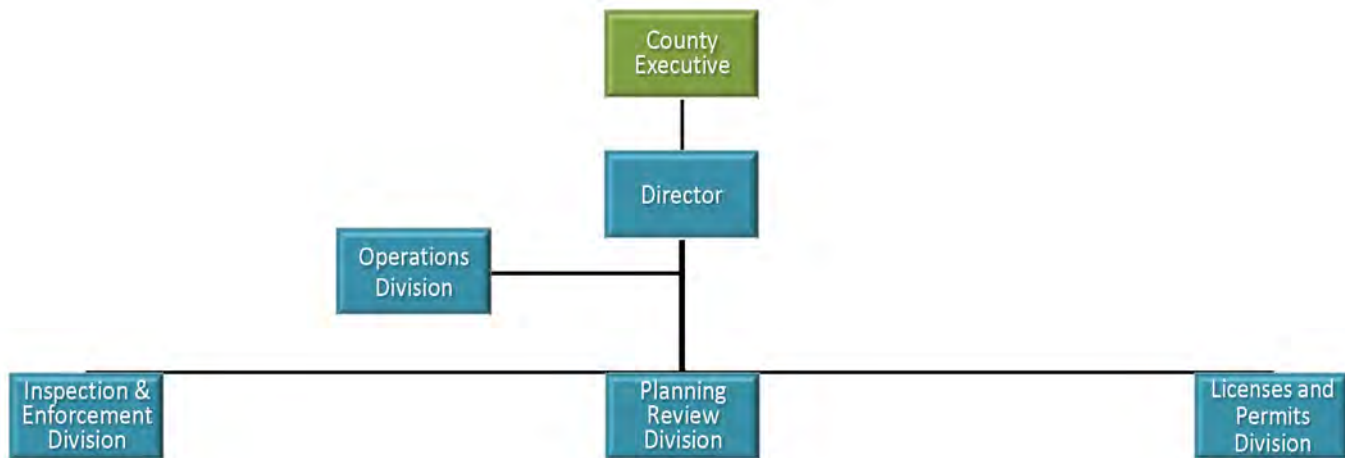 County
Executive
Director
Operations
Division
Inspection &
Enforcement
Division
Planning
Review
Division
Licenses and
Permits
Division